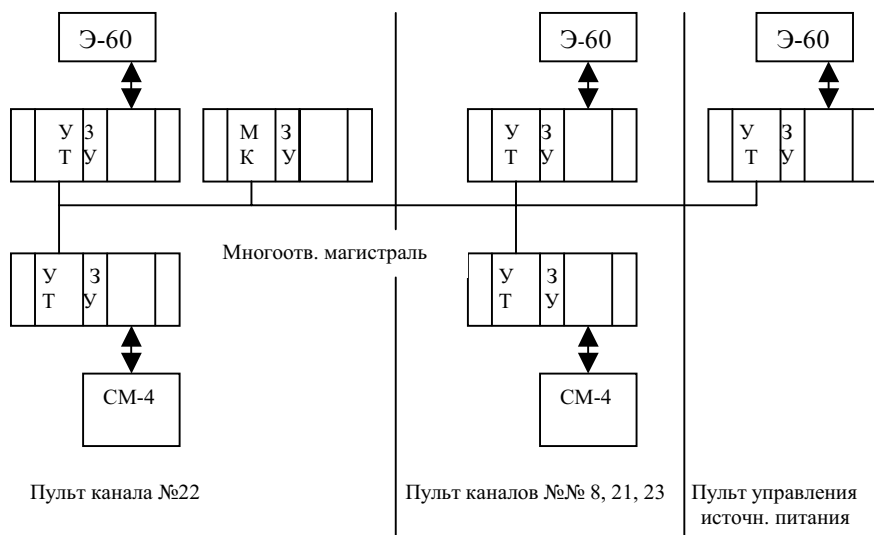 Э-60 Э-60 Э-60
У З М З У З У З
Т У К У Т У Т У
Многоотв. магистраль
У З У З
Т У Т У
СМ-4 СМ-4
Пульт канала №22 Пульт каналов №№ 8, 21, 23 Пульт управления
источн. питания